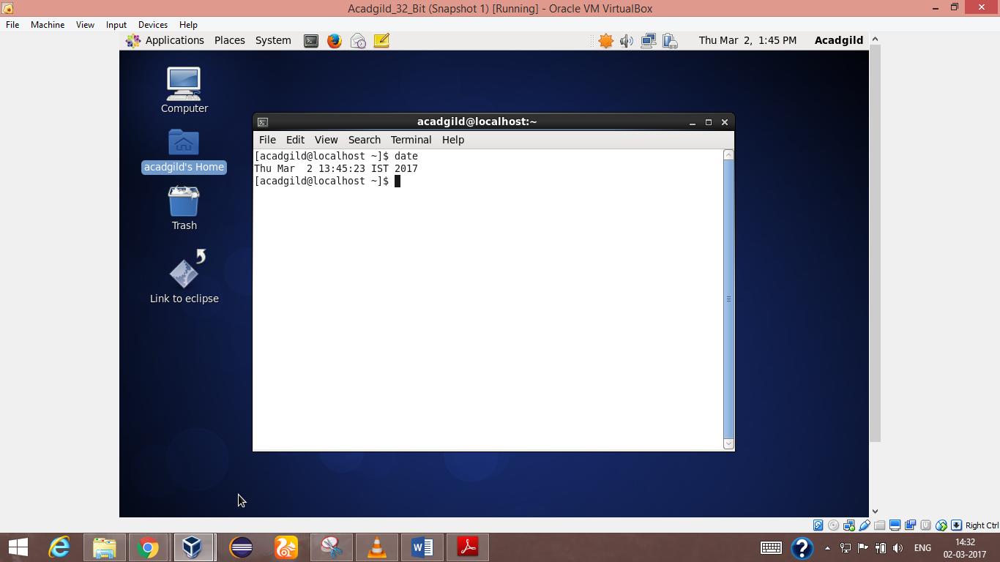 Acadgild_32_Bit (Snapshot 1) [Running] - Oracle VM VirtualBox
File Machine View Input Devices Help
Applications Places System Thu Mar 2, 1:45 PM Acadgild
Computer
acadgild's Home
Trash
Link to eclipse
acadgild@localhost:~
File Edit View Search Terminal Help
[acadgild@localhost ~]$ date
Thu Mar  2 13:45:23 IST 2017
[acadgild@localhost ~]$
Right Ctrl
ENG
14:32
02-03-2017